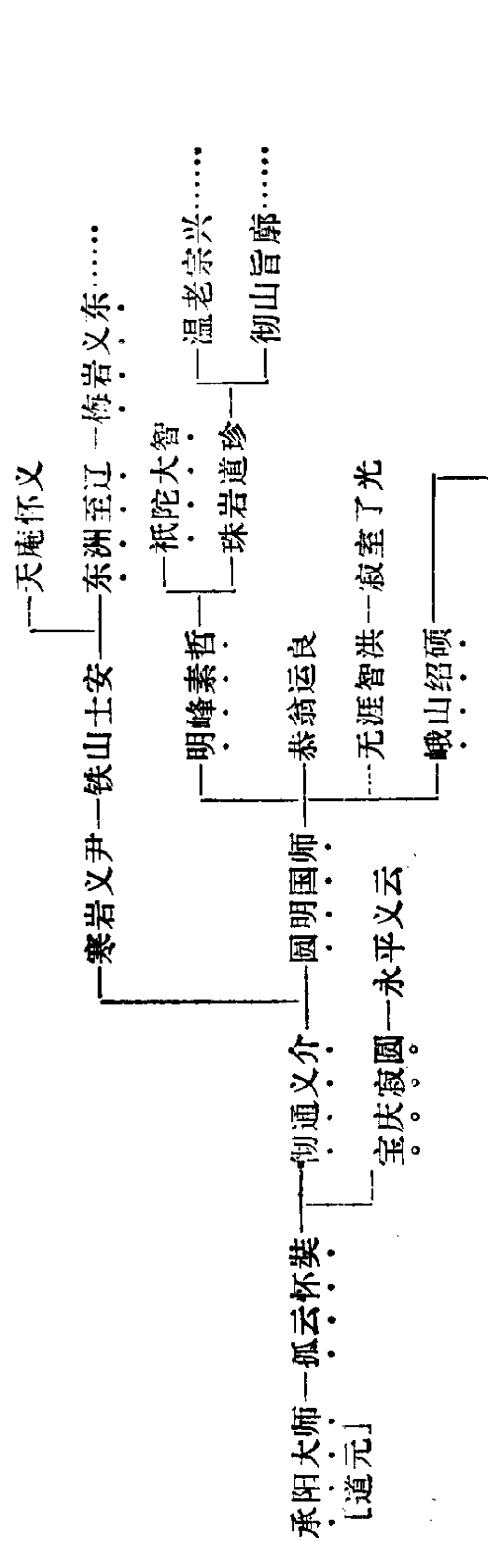 天庵怀义
寒岩义尹—铁山士安—东洲至辽—梅岩义东……
温老宗兴……
祇陀大智
彻山旨廓……
明峰素哲
珠岩道珍
承阳大师—孤云怀奘—彻通义介—圆明国师—恭翁运良
[道元]
无涯智洪—寂室了光
宝庆寂圆—永平义云
峨山绍硕